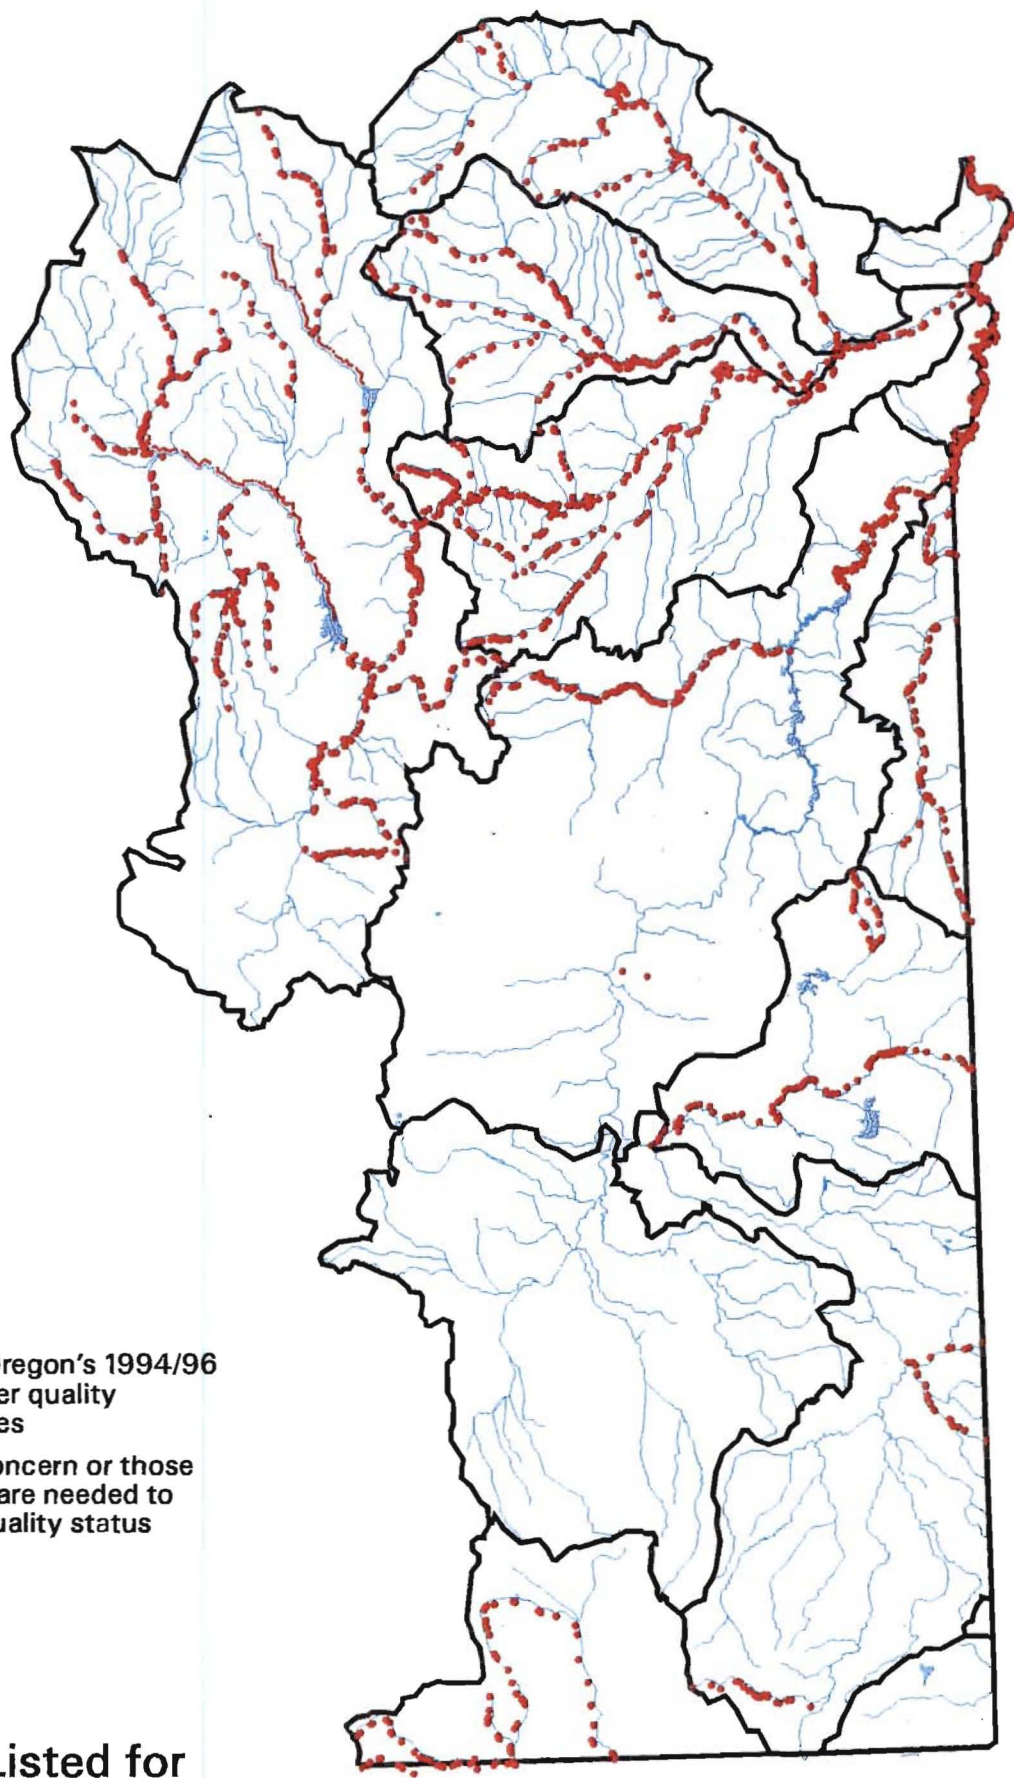 regon's 1994/96
er quality
es
oncern or those
are needed to
uality status
Listed for